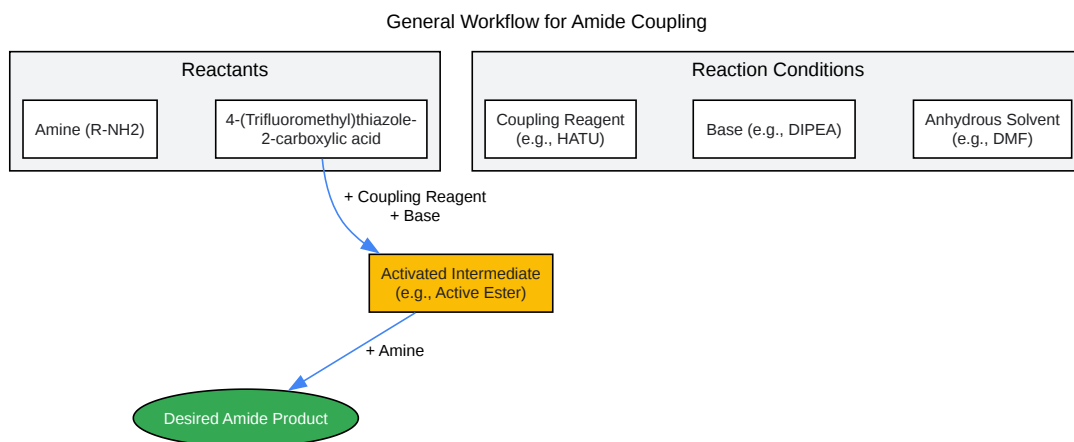 General Workflow for Amide Coupling
Reactants
Reaction Conditions
Amine (R-NH2)
4-(Trifluoromethyl)thiazole-
2-carboxylic acid
Coupling Reagent
(e.g., HATU)
Base (e.g., DIPEA)
Anhydrous Solvent
(e.g., DMF)
+ Coupling Reagent
+ Base
Activated Intermediate
(e.g., Active Ester)
+ Amine
Desired Amide Product